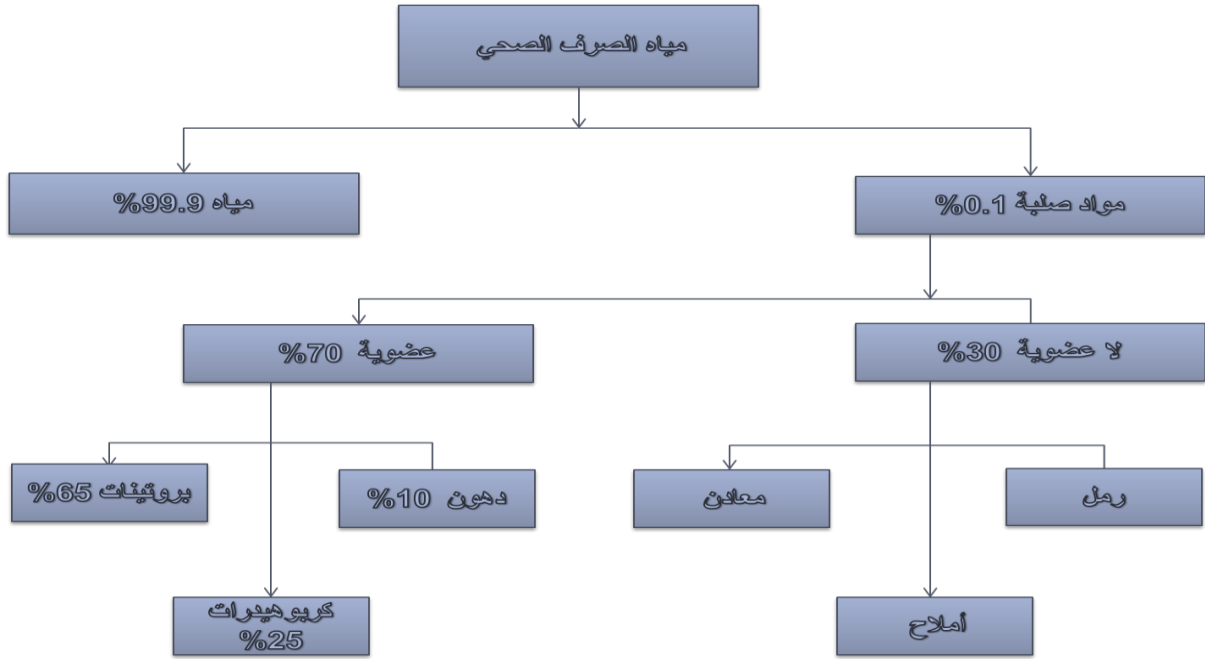 مياه الصرف الصحي
مواد صلبة 0.1%
مياه 99.9%
لا عضوية 30%
عضوية 70%
رمل
معادن
دهون 10%
بروتينات 65%
أملاح
كربوهيدرات
25%